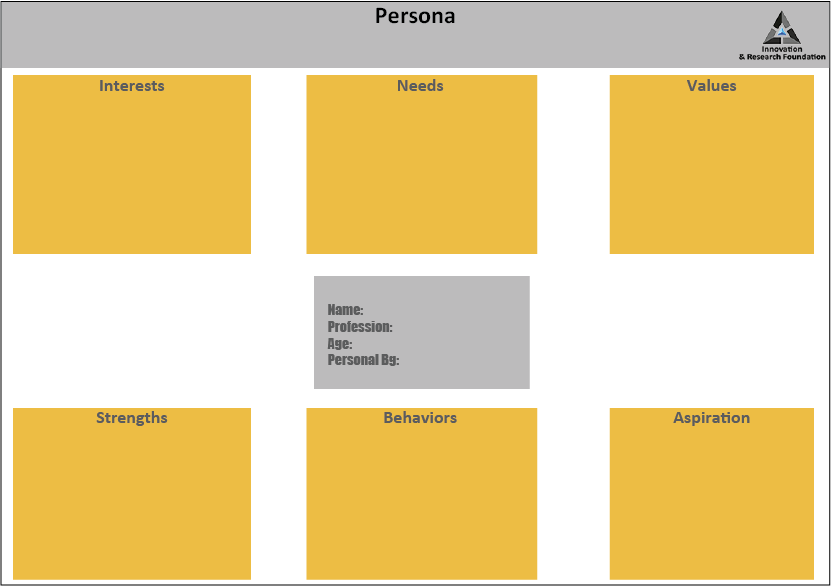 Persona
Innovation
& Research Foundation
Interests
Needs
Values
Name:
Profession:
Age:
Personal Bg:
Strengths
Behaviors
Aspiration